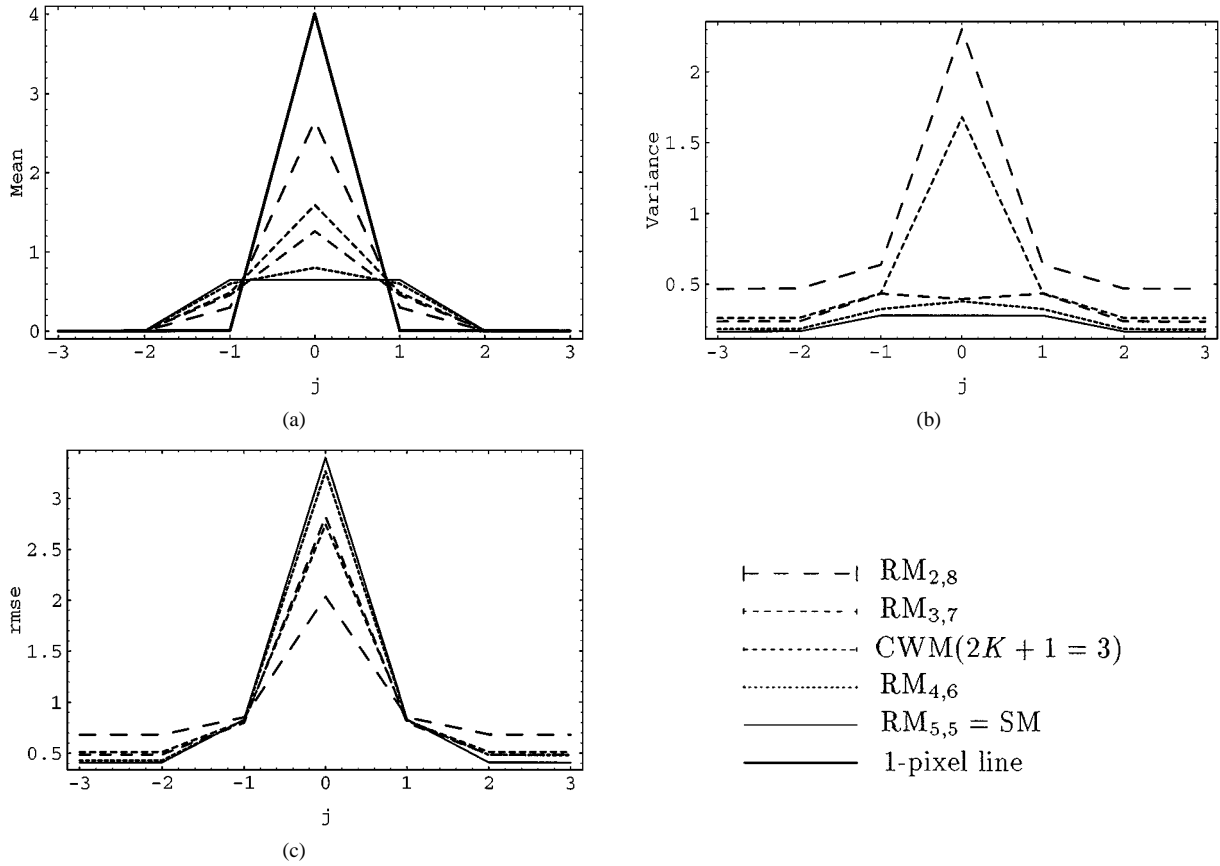 4
3
2
1
0
Mean
-3 -2 -1 0 1 2 3
j
(a)
2
1.5
1
0.5
Variance
-3 -2 -1 0 1 2 3
j
(b)
3
2.5
2
1.5
1
0.5
rmse
-3 -2 -1 0 1 2 3
j
(c)
RM2,8
RM3,7
CWM(2K + 1 = 3)
RM4,6
RM5,5 = SM
1-pixel line